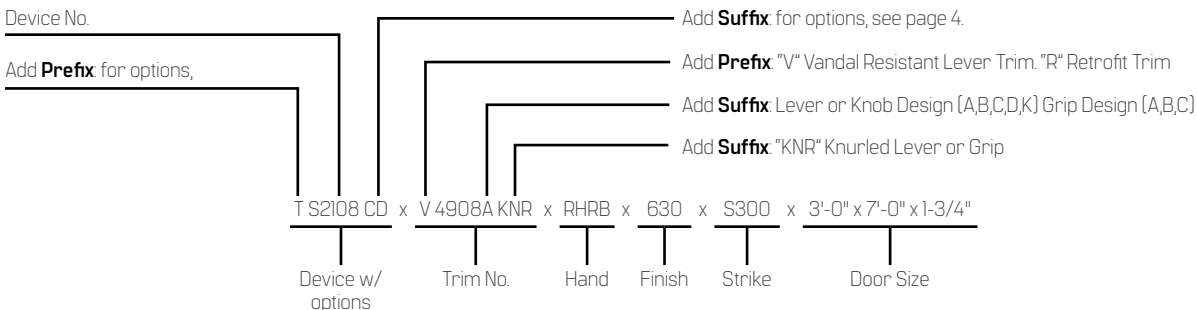 Device No.
Add Suffix: for options, see page 4.
Add Prefix: for options,
Add Prefix: "V" Vandal Resistant Lever Trim. "R" Retrofit Trim
Add Suffix: Lever or Knob Design (A,B,C,D,K) Grip Design (A,B,C)
Add Suffix: "KNR" Knurled Lever or Grip
T S2108 CD x V 4908A KNR x RHRB x 630 x S300 x 3'-0" x 7'-0" x 1-3/4"
Device w/ options
Trim No.
Hand
Finish
Strike
Door Size